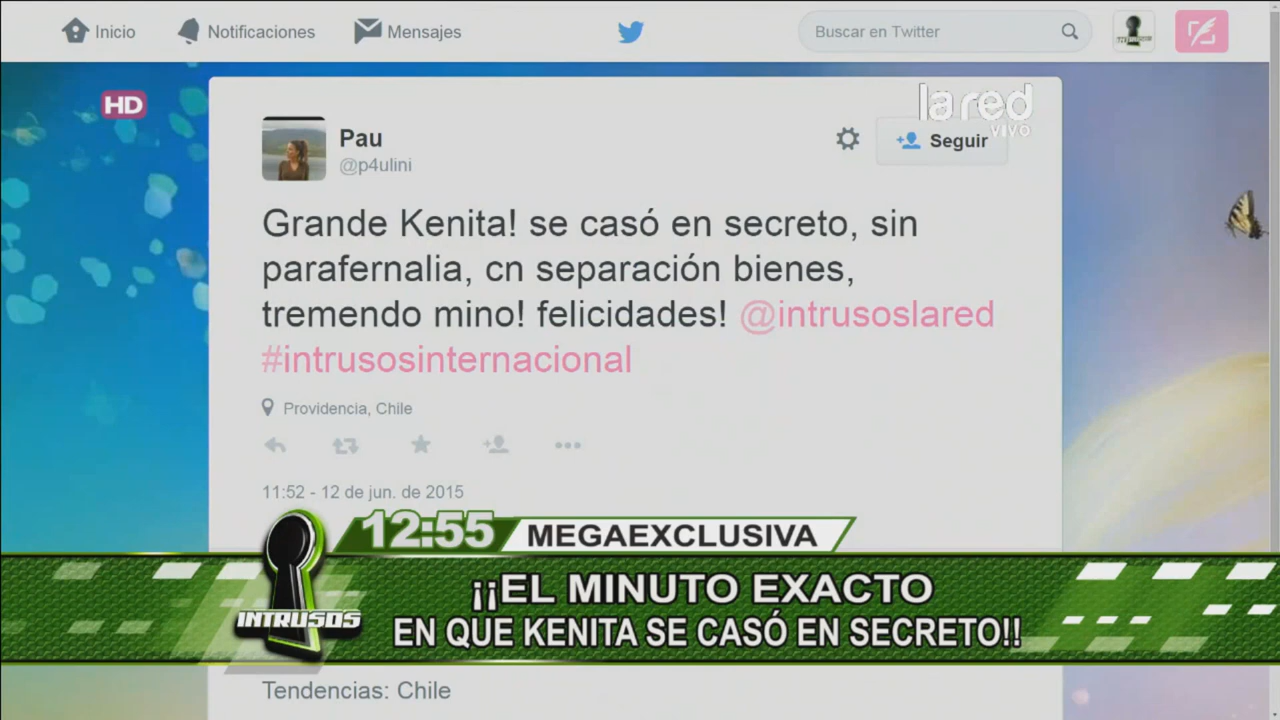 Inicio
Notificaciones
Mensajes
Buscar en Twitter
INTRUSOS
HD
la red
VIVO
Pau
@p4ulini
Seguir
Grande Kenita! se casó en secreto, sin
parafernalia, cn separación bienes,
tremendo mino! felicidades! @intrusoslared
#intrusosinternacional
Providencia, Chile
11:52 - 12 de jun. de 2015
12:55
MEGAEXCLUSIVA
¡¡EL MINUTO EXACTO
EN QUE KENITA SE CASÓ EN SECRETO!!
INTRUSOS
Tendencias: Chile